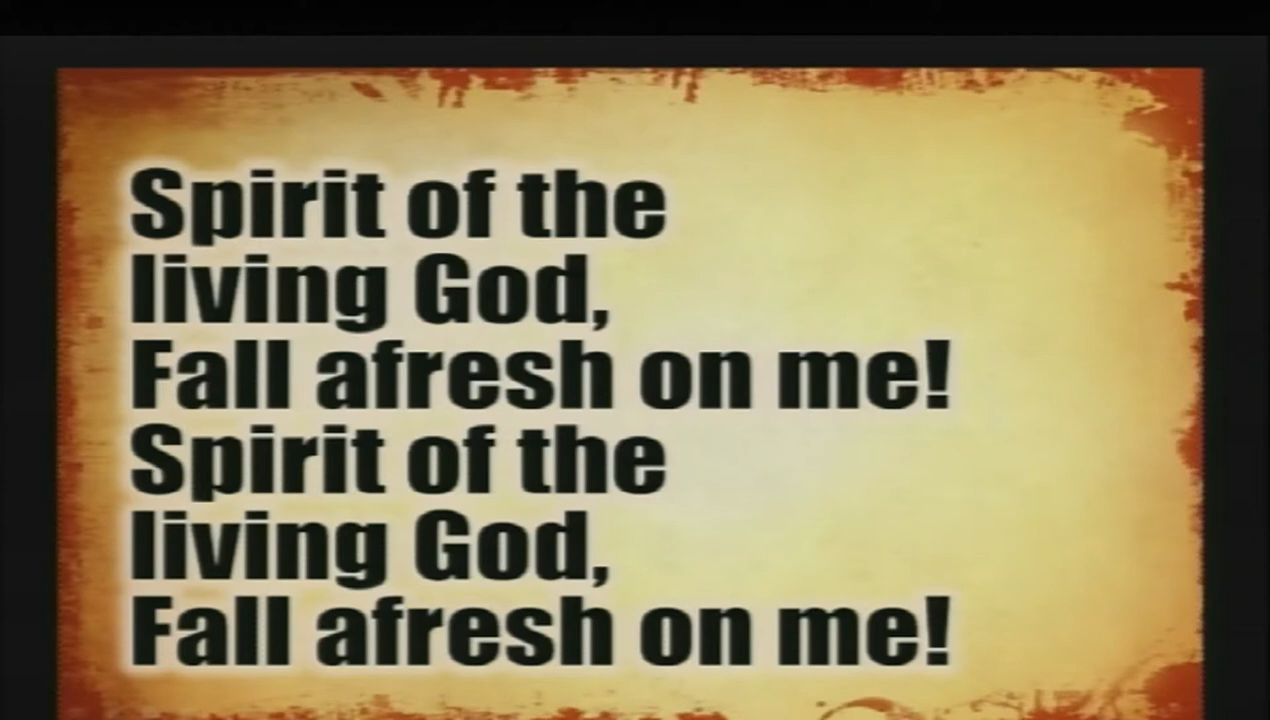 Spirit of the
living God,
Fall afresh on me!
Spirit of the
living God,
Fall afresh on me!